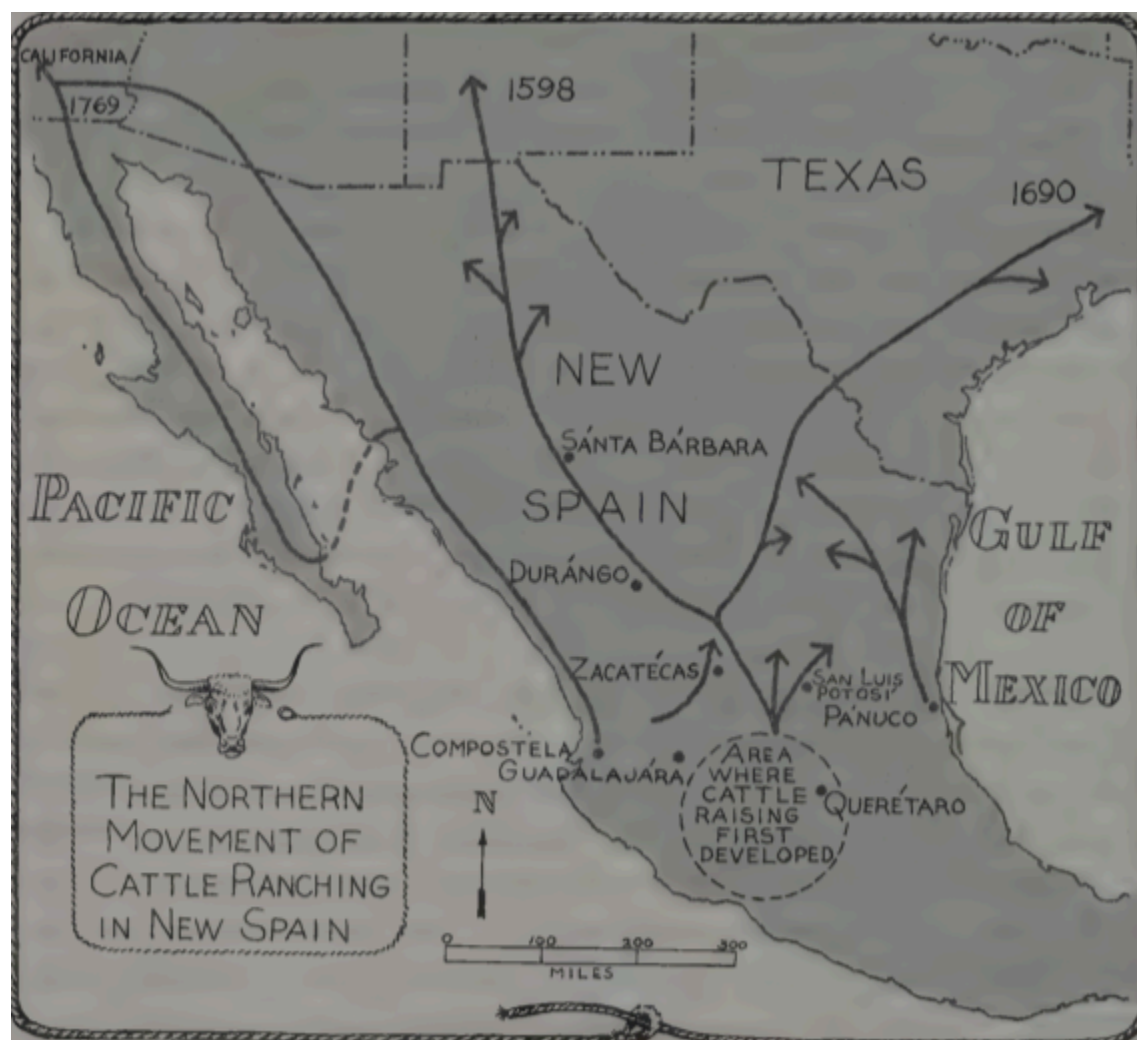 CALIFORNIA
1769
1598
TEXAS
1690
NEW
SÁNTA BÁRBARA
SPAIN
PACIFIC
OCEAN
GULF
OF
MEXICO
DURÁNGO
ZACATÉCAS
SAN LUIS
POTOSÍ
PÁNUCO
COMPOSTELA
GUADALAJÁRA
AREA
WHERE
CATTLE
RAISING
FIRST
DEVELOPED
QUERÉTARO
THE NORTHERN
MOVEMENT OF
CATTLE RANCHING
IN NEW SPAIN
N
0 100 200 300
MILES